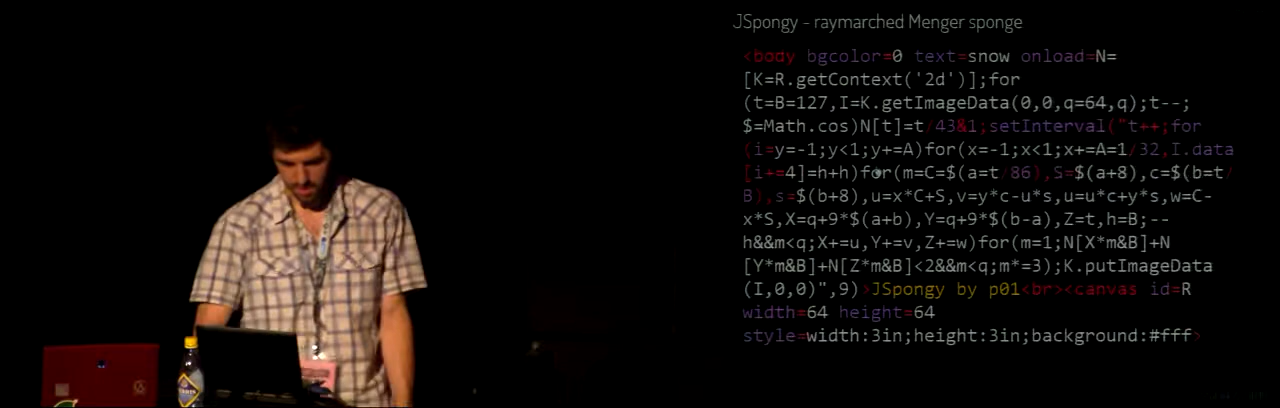 JSpongy - raymarched Menger sponge
<body bgcolor=0 text=snow onload=N=
[K=R.getContext('2d')];for
(t=B=127,I=K.getImageData(0,0,q=64,q);t--;
$=Math.cos)N[t]=t/43&1;setInterval("t++;for
(i=y=-1;y<1;y+=A)for(x=-1;x<1;x+=A=1/32,I.data
[i+=4]=h+h)for(m=C=$(a=t/86),S=$(a+8),c=$(b=t/
B),s=$(b+8),u=x*C+S,v=y*c-u*s,u=u*c+y*s,w=C-
x*S,X=q+9*$(a+b),Y=q+9*$(b-a),Z=t,h=B;--
h&&m<q;X+=u,Y+=v,Z+=w)for(m=1;N[X*m&B]+N
[Y*m&B]+N[Z*m&B]<2&&m<q;m*=3);K.putImageData
(I,0,0)",9)>JSpongy by p01<br><canvas id=R
width=64 height=64
style=width:3in;height:3in;background:#fff>